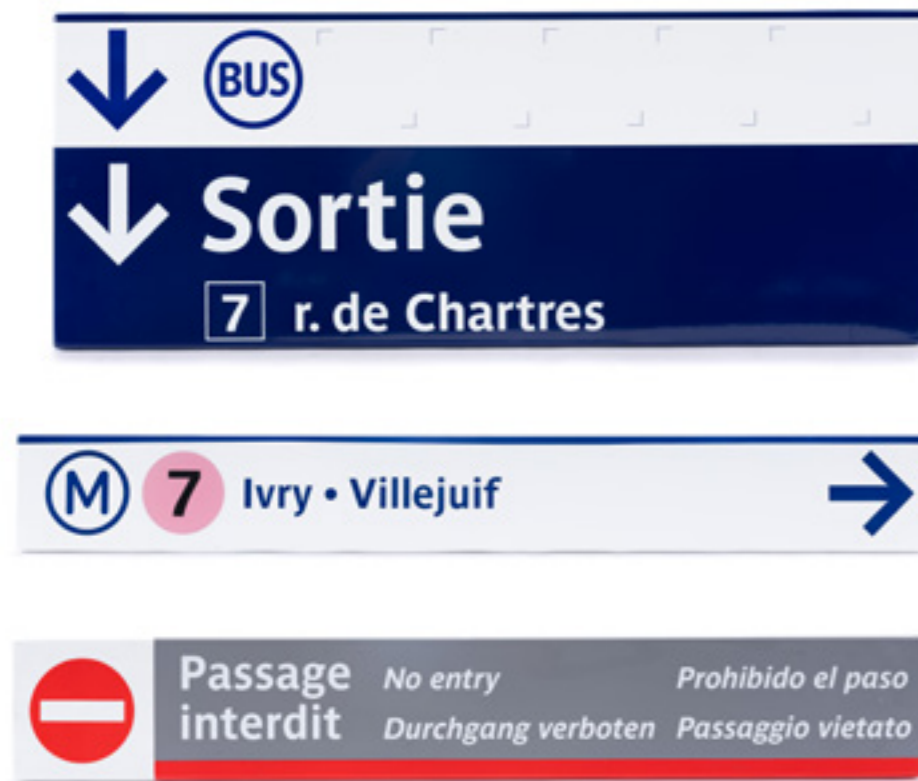 BUS
Sortie
7 r. de Chartres
M 7 Ivry • Villejuif
Passage interdit
No entry
Durchgang verboten
Prohibido el paso
Passaggio vietato